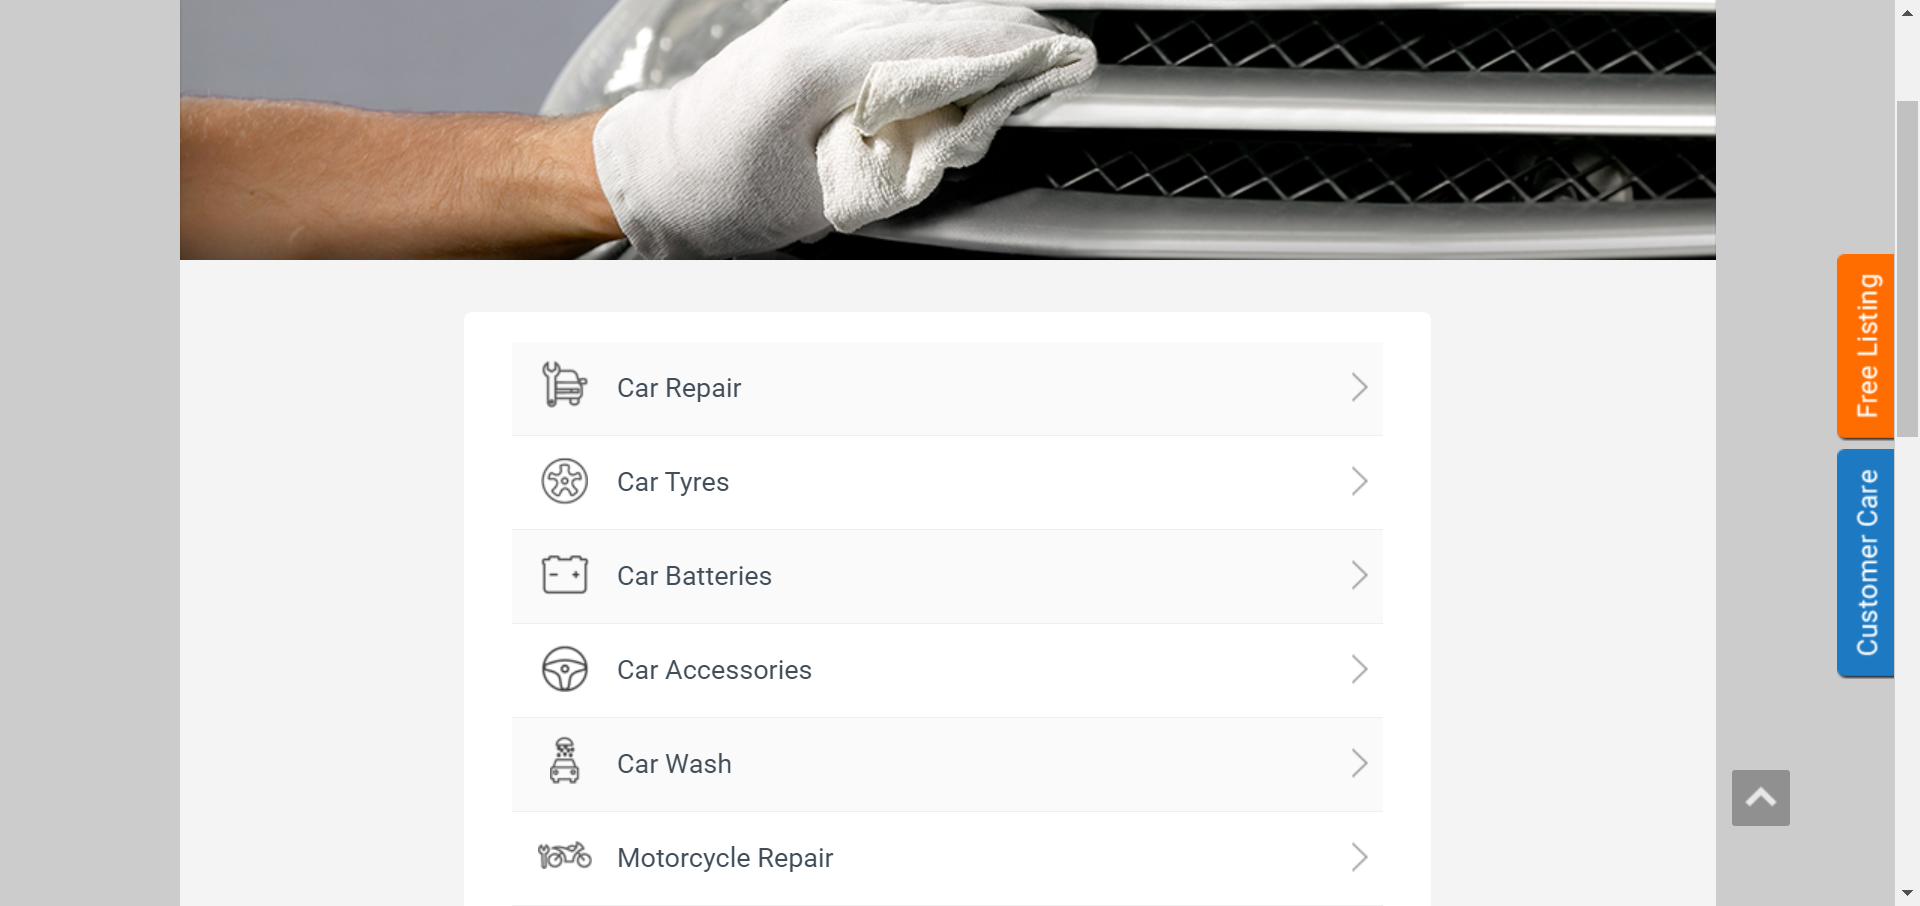 Car Repair
Car Tyres
Car Batteries
Car Accessories
Car Wash
Motorcycle Repair
Free Listing
Customer Care